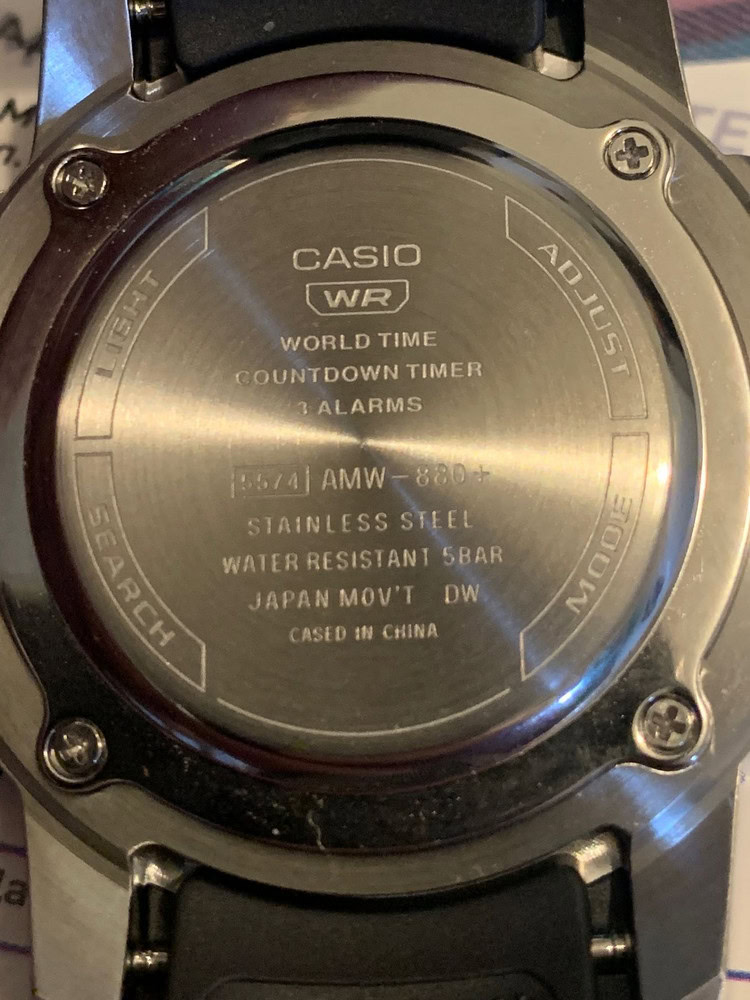 CASIO
WR
WORLD TIME
COUNTDOWN TIMER
3 ALARMS
5574 AMW-880+
STAINLESS STEEL
WATER RESISTANT 5BAR
JAPAN MOV'T DW
CASED IN CHINA
LIGHT
ADJUST
SEARCH
MODE